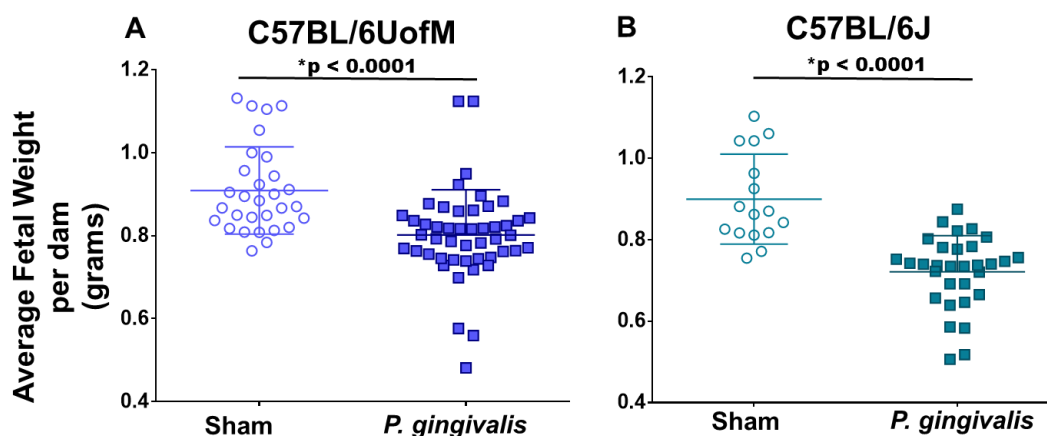 A
C57BL/6UofM
*p < 0.0001
Average Fetal Weight
per dam
(grams)
1.2
1.0
0.8
0.6
0.4
Sham
P. gingivalis
B
C57BL/6J
*p < 0.0001
1.2
1.0
0.8
0.6
0.4
Sham
P. gingivalis